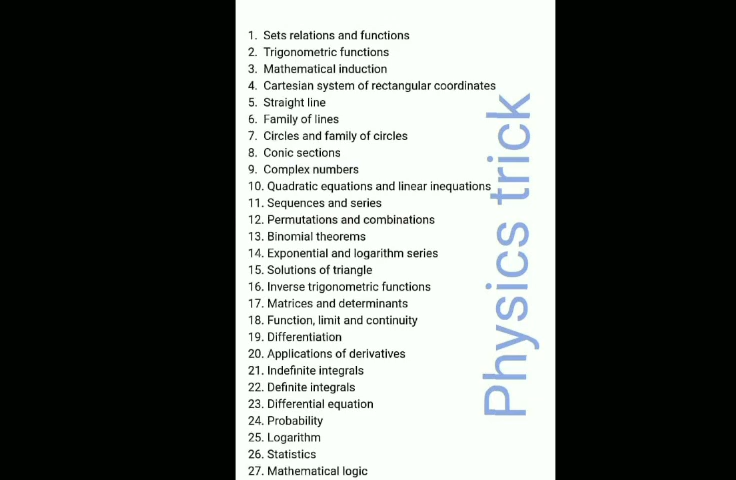 1. Sets relations and functions
2. Trigonometric functions
3. Mathematical induction
4. Cartesian system of rectangular coordinates
5. Straight line
6. Family of lines
7. Circles and family of circles
8. Conic sections
9. Complex numbers
10. Quadratic equations and linear inequations
11. Sequences and series
12. Permutations and combinations
13. Binomial theorems
14. Exponential and logarithm series
15. Solutions of triangle
16. Inverse trigonometric functions
17. Matrices and determinants
18. Function, limit and continuity
19. Differentiation
20. Applications of derivatives
21. Indefinite integrals
22. Definite integrals
23. Differential equation
24. Probability
25. Logarithm
26. Statistics
27. Mathematical logic
Physics trick